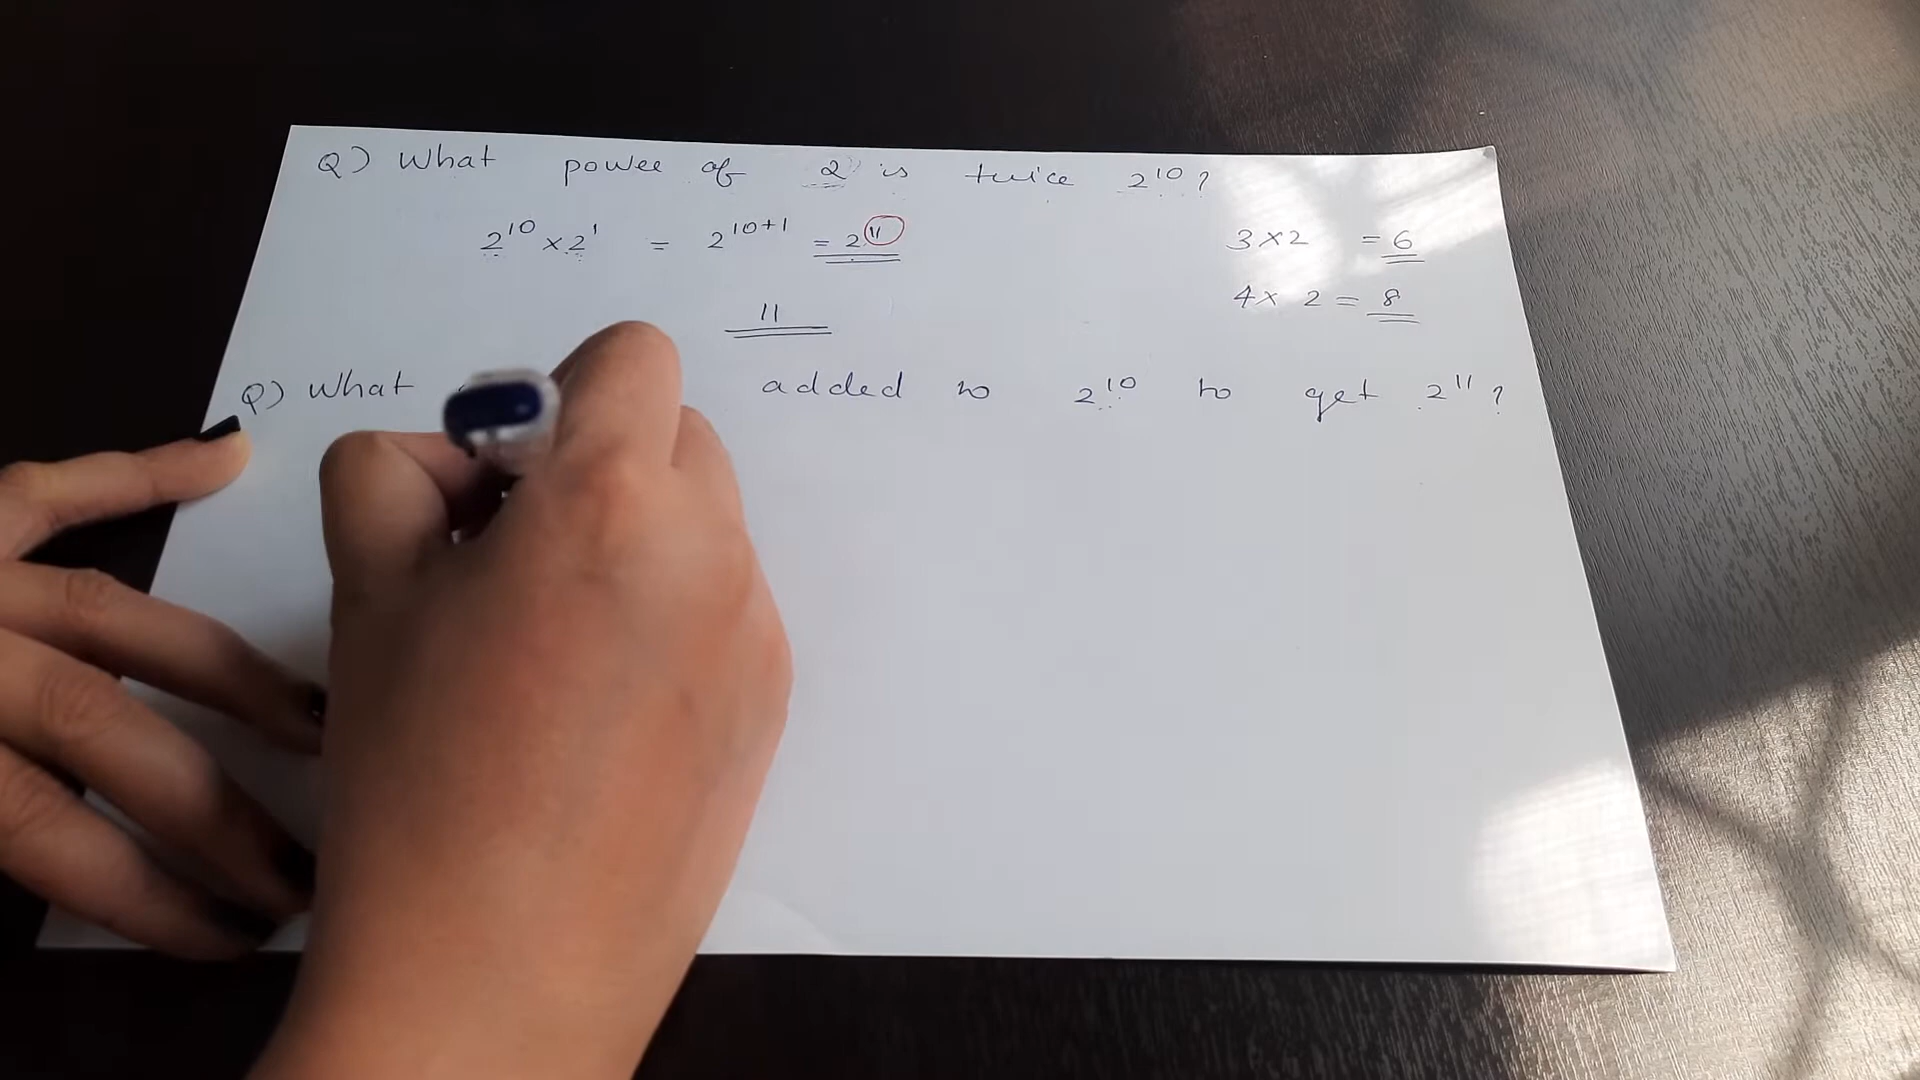 Q) What power of 2 is twice 2¹⁰?
2¹⁰ × 2¹ = 2¹⁰⁺¹ = 2¹¹
3 × 2 = 6
4 × 2 = 8
11
Q) What added to 2¹⁰ to get 2¹¹?